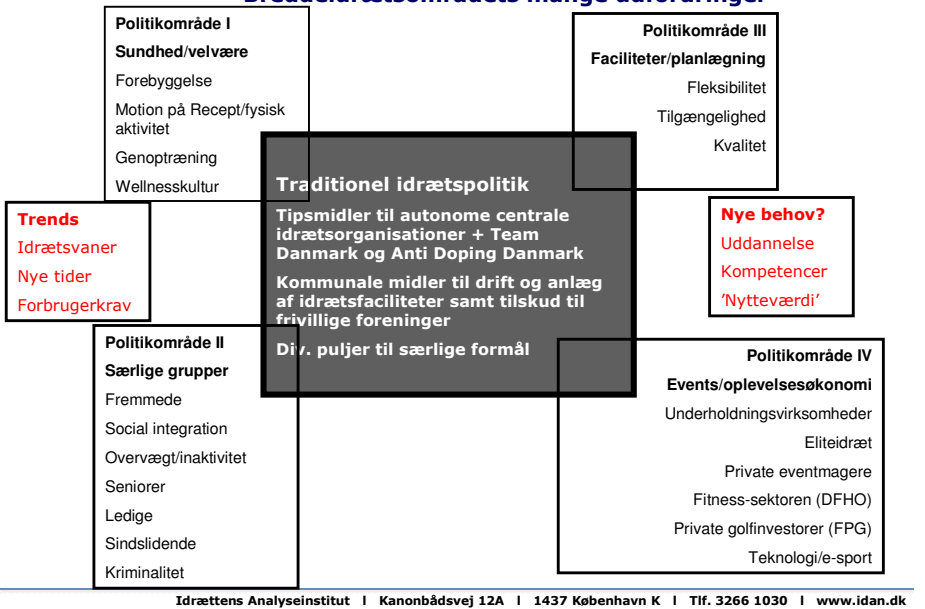 Breddeidrætsområdets mange udfordringer
Politikområde I
Sundhed/velvære
Forebyggelse
Motion på Recept/fysisk
aktivitet
Genoptræning
Wellnesskultur
Politikområde III
Faciliteter/planlægning
Fleksibilitet
Tilgængelighed
Kvalitet
Traditionel idrætspolitik
Tipsmidler til autonome centrale
idrætsorganisationer + Team
Danmark og Anti Doping Danmark
Kommunale midler til drift og anlæg
af idrætsfaciliteter samt tilskud til
frivillige foreninger
Div. puljer til særlige formål
Trends
Idrætsvaner
Nye tider
Forbrugerkrav
Nye behov?
Uddannelse
Kompetencer
’Nytteværdi’
Politikområde II
Særlige grupper
Fremmede
Social integration
Overvægt/inaktivitet
Seniorer
Ledige
Sindslidende
Kriminalitet
Politikområde IV
Events/oplevelsesøkonomi
Underholdningsvirksomheder
Eliteidræt
Private eventmagere
Fitness-sektoren (DFHO)
Private golfinvestorer (FPG)
Teknologi/e-sport
Idrættens Analyseinstitut I Kanonbådsvej 12A I 1437 København K I Tlf. 3266 1030 I www.idan.dk